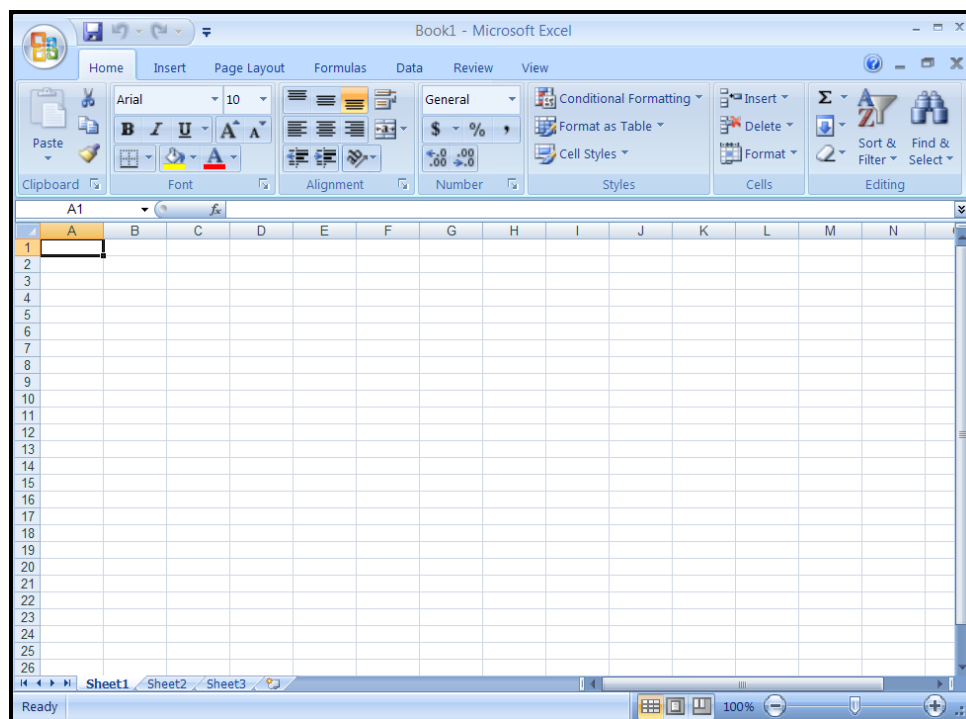 Book1 - Microsoft Excel
Home Insert Page Layout Formulas Data Review View
Arial 10 General Conditional Formatting Insert Σ
B I U A A $ % , Format as Table Delete
Paste Sort & Find &
A .00 .00 Cell Styles Format Filter Select
Clipboard Font Alignment Number Styles Cells Editing
A1 fx
A B C D E F G H I J K L M N
1
2
3
4
5
6
7
8
9
10
11
12
13
14
15
16
17
18
19
20
21
22
23
24
25
26
Sheet1 Sheet2 Sheet3
Ready 100%